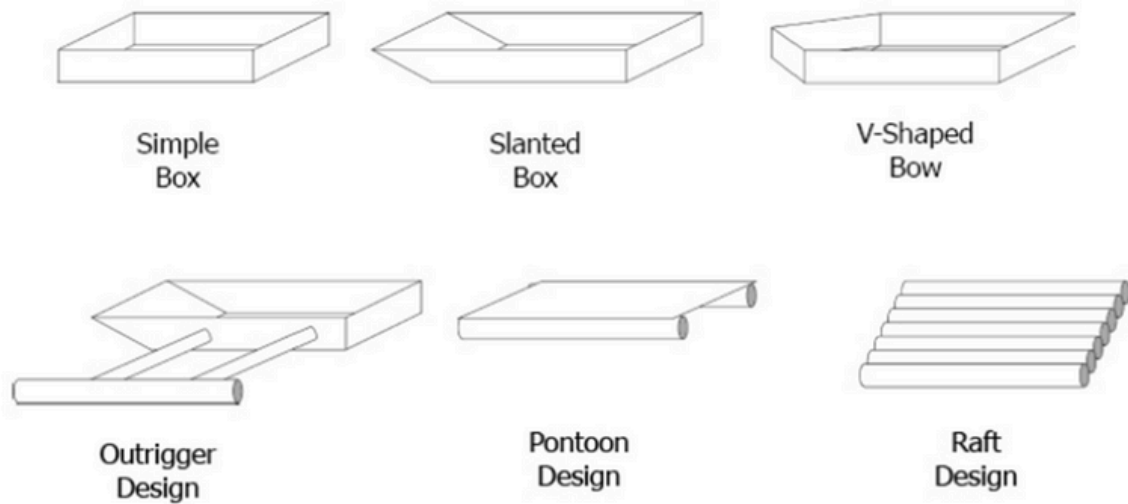 Simple
Box
Slanted
Box
V-Shaped
Bow
Outrigger
Design
Pontoon
Design
Raft
Design